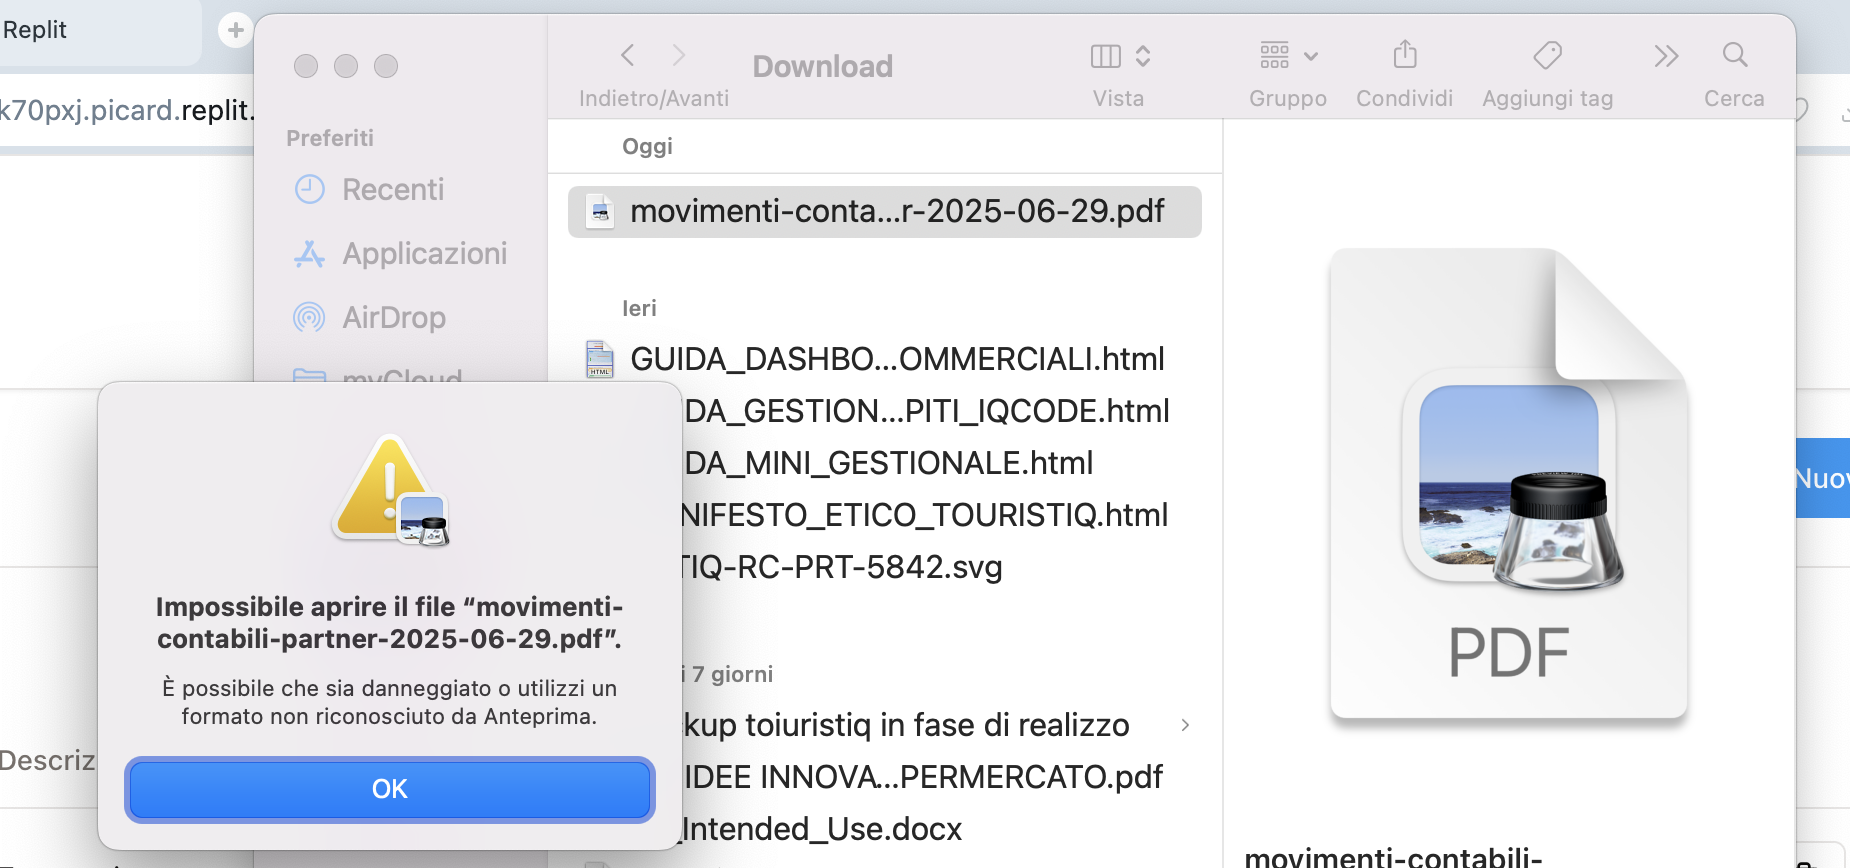 Replit
k70pxj.picard.replit.
Download
Indietro/Avanti
Vista
Gruppo
Condividi
Aggiungi tag
Cerca
Preferiti
Recenti
Applicazioni
AirDrop
myCloud
Oggi
movimenti-conta...r-2025-06-29.pdf
Ieri
GUIDA_DASHBO...OMMERCIALI.html
DA_GESTION...PITI_IQCODE.html
DA_MINI_GESTIONALE.html
NIFESTO_ETICO_TOURISTIQ.html
TIQ-RC-PRT-5842.svg
i 7 giorni
ckup toiuristiq in fase di realizzo
IDEE INNOVA...PERMERCATO.pdf
_Intended_Use.docx
PDF
movimenti-contabili-
Nuov
Descriz
Impossibile aprire il file “movimenti-
contabili-partner-2025-06-29.pdf”.
È possibile che sia danneggiato o utilizzi un
formato non riconosciuto da Anteprima.
OK